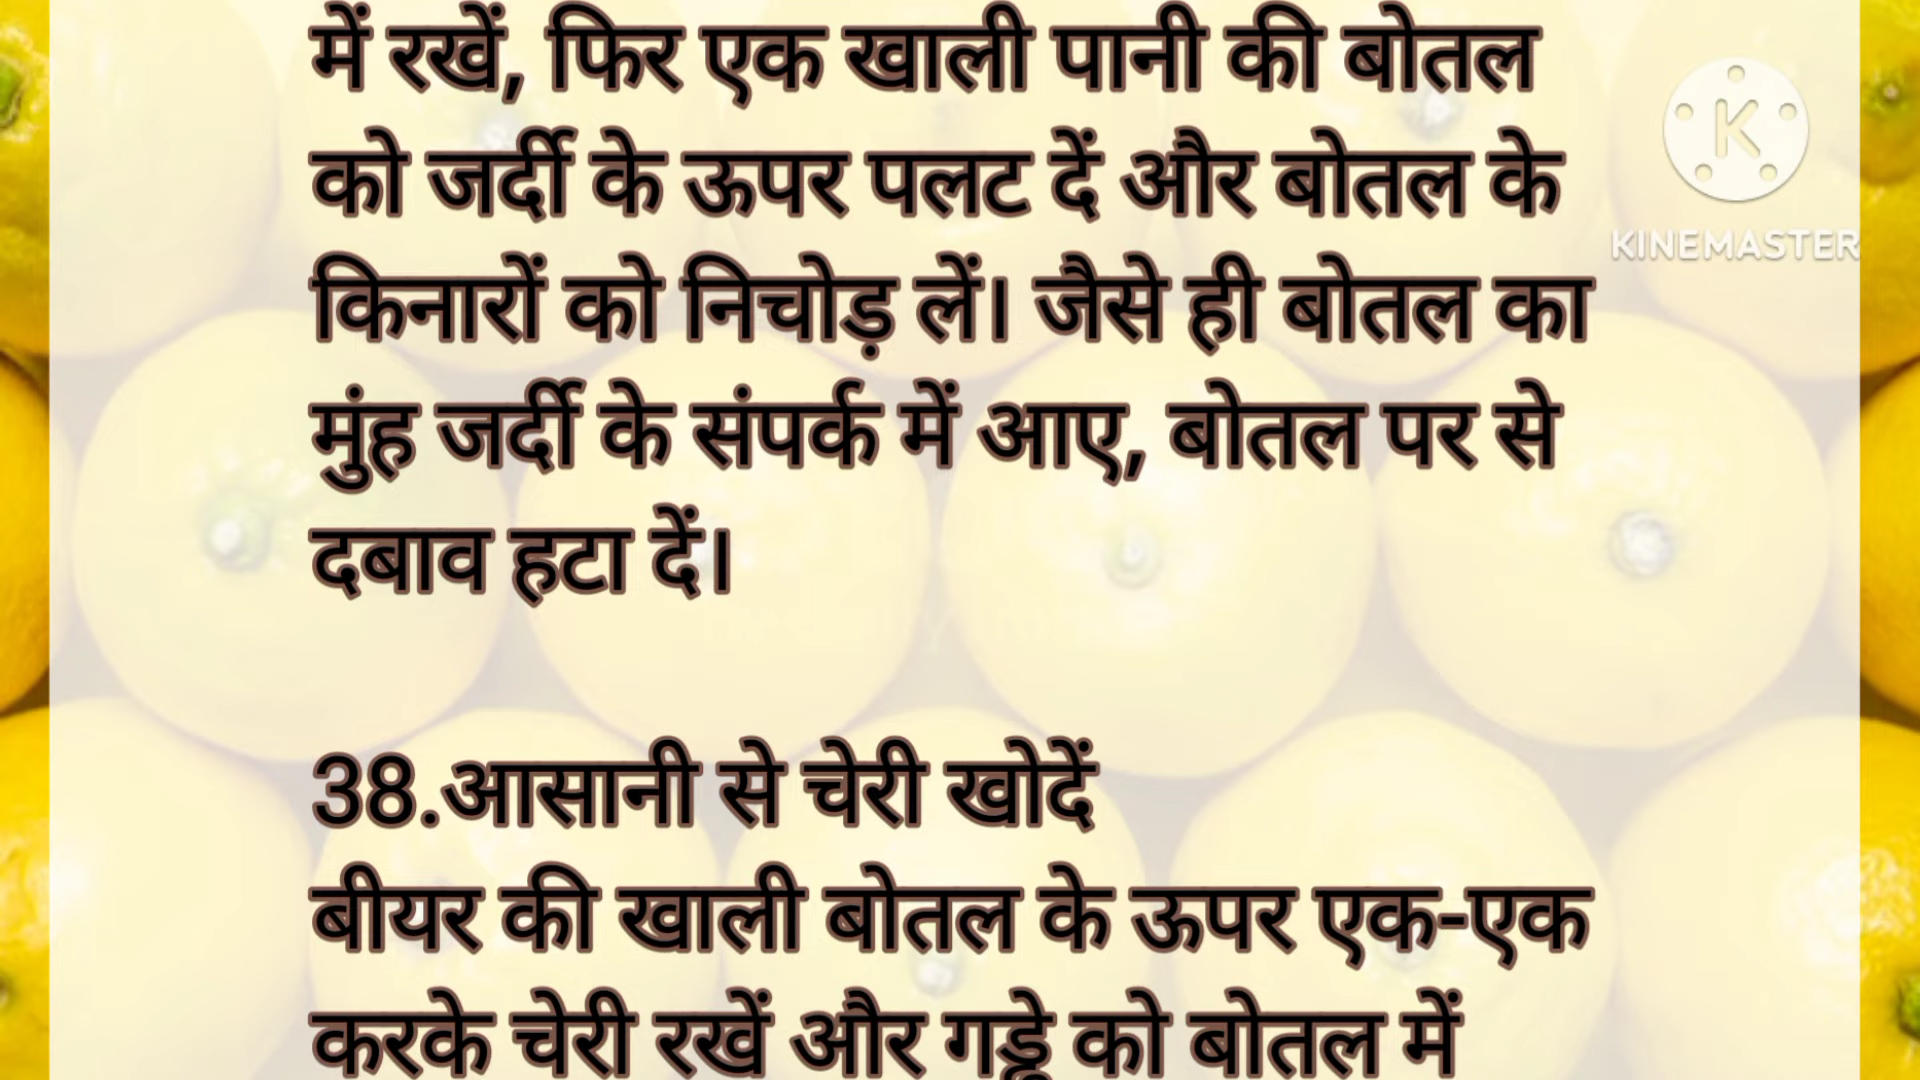 में रखें, फिर एक खाली पानी की बोतल
को जर्दी के ऊपर पलट दें और बोतल के
किनारों को निचोड़ लें। जैसे ही बोतल का
मुंह जर्दी के संपर्क में आए, बोतल पर से
दबाव हटा दें।
38.आसानी से चेरी खोदें
बीयर की खाली बोतल के ऊपर एक-एक
करके चेरी रखें और गड्ढे को बोतल में
K
KINEMASTER